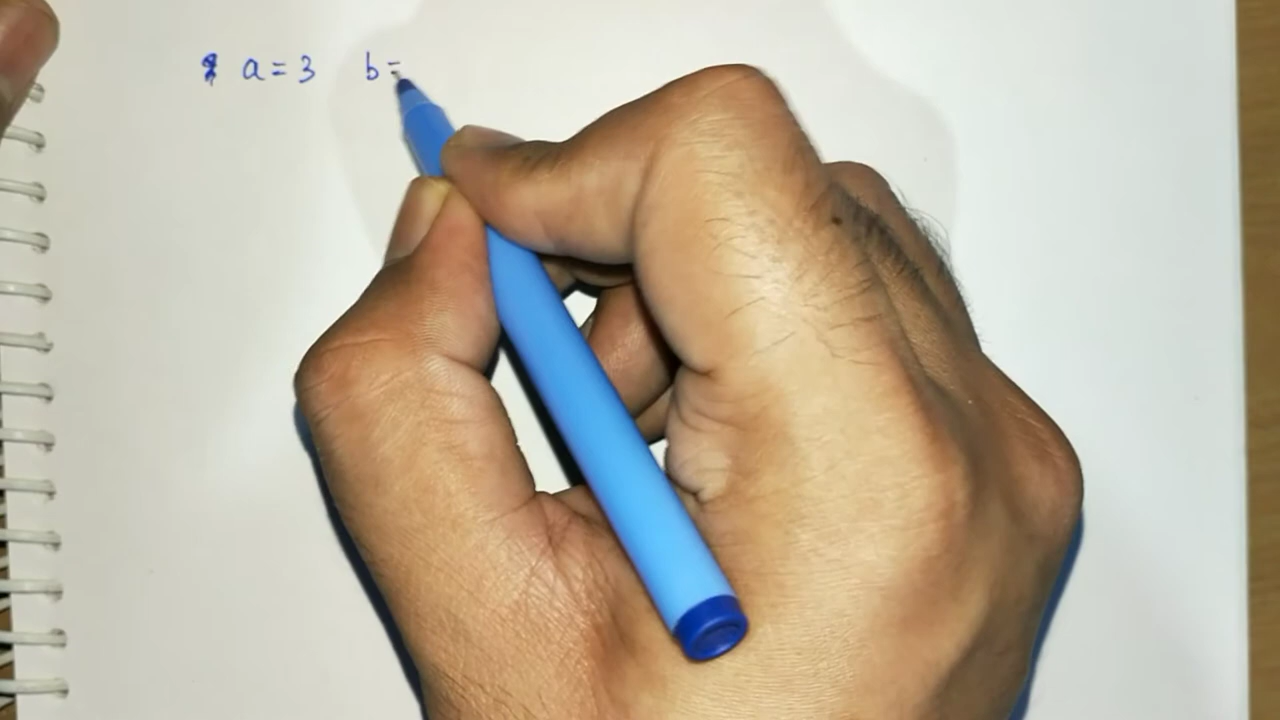 a = 3 b =